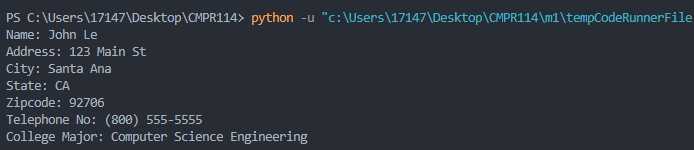 PS C:\Users\17147\Desktop\CMPR114> python -u "c:\Users\17147\Desktop\CMPR114\m1\tempCodeRunnerFile
Name: John Le
Address: 123 Main St
City: Santa Ana
State: CA
Zipcode: 92706
Telephone No: (800) 555-5555
College Major: Computer Science Engineering